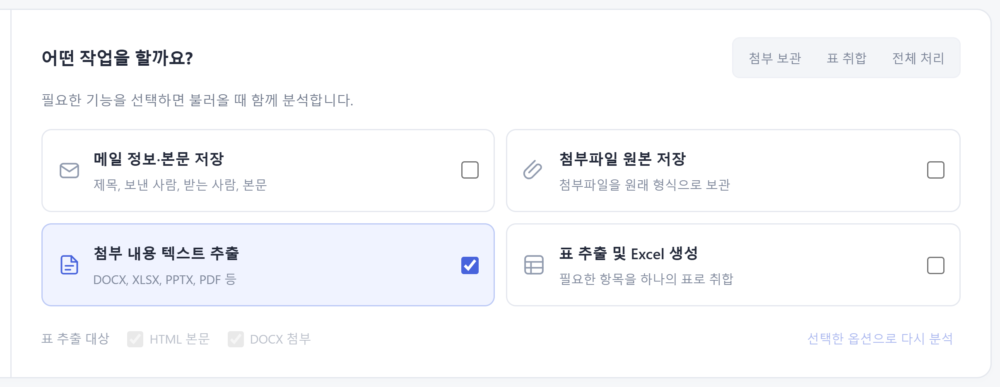 어떤 작업을 할까요?
첨부 보관 표 취합 전체 처리
필요한 기능을 선택하면 불러올 때 함께 분석합니다.
메일 정보·본문 저장
제목, 보낸 사람, 받는 사람, 본문
첨부파일 원본 저장
첨부파일을 원래 형식으로 보관
첨부 내용 텍스트 추출
DOCX, XLSX, PPTX, PDF 등
표 추출 및 Excel 생성
필요한 항목을 하나의 표로 취합
표 추출 대상 HTML 본문 DOCX 첨부
선택한 옵션으로 다시 분석